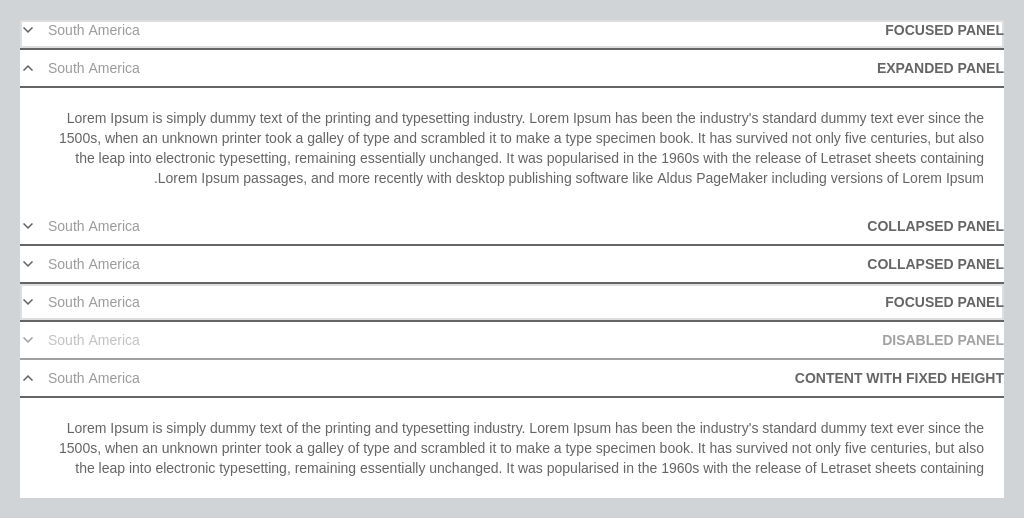 FOCUSED PANEL South America
EXPANDED PANEL South America
Lorem Ipsum is simply dummy text of the printing and typesetting industry. Lorem Ipsum has been the industry's standard dummy text ever since the
1500s, when an unknown printer took a galley of type and scrambled it to make a type specimen book. It has survived not only five centuries, but also
the leap into electronic typesetting, remaining essentially unchanged. It was popularised in the 1960s with the release of Letraset sheets containing
.Lorem Ipsum passages, and more recently with desktop publishing software like Aldus PageMaker including versions of Lorem Ipsum
COLLAPSED PANEL South America
COLLAPSED PANEL South America
FOCUSED PANEL South America
DISABLED PANEL South America
CONTENT WITH FIXED HEIGHT South America
Lorem Ipsum is simply dummy text of the printing and typesetting industry. Lorem Ipsum has been the industry's standard dummy text ever since the
1500s, when an unknown printer took a galley of type and scrambled it to make a type specimen book. It has survived not only five centuries, but also
the leap into electronic typesetting, remaining essentially unchanged. It was popularised in the 1960s with the release of Letraset sheets containing